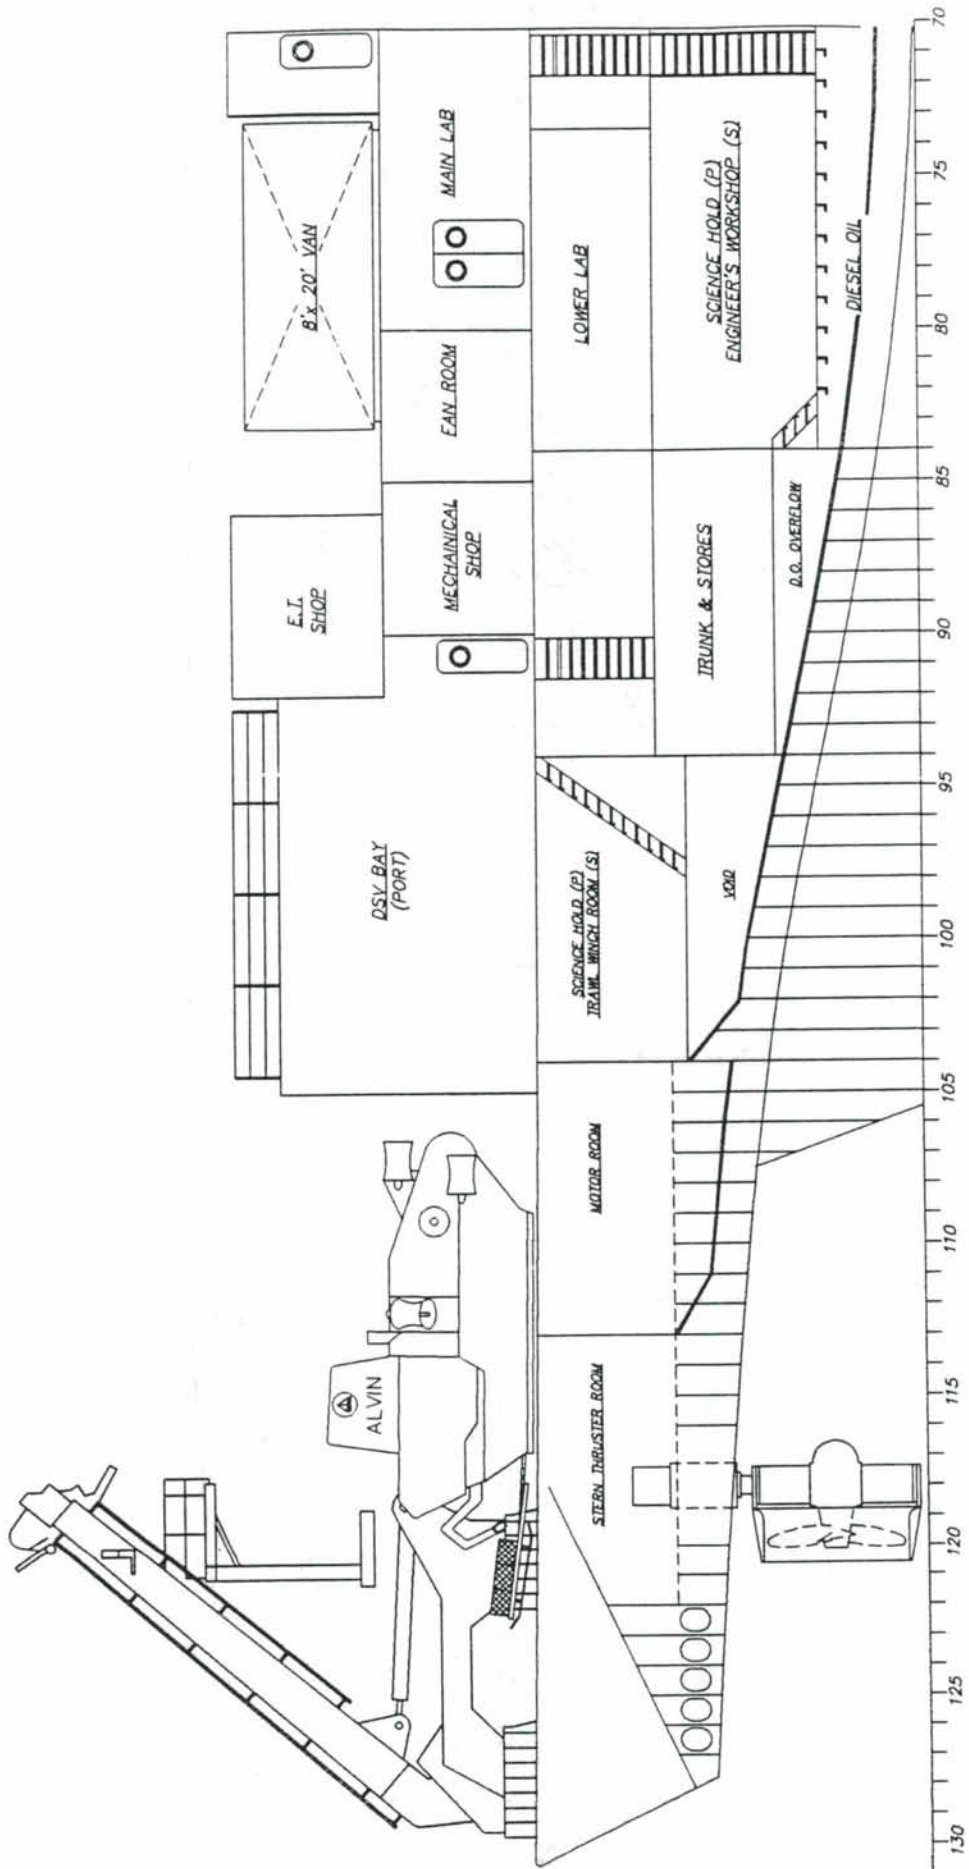 8'x 20' VAN
MAIN LAB
E.T.
SHOP
MECHAINICAL
SHOP
FAN ROOM
DSV BAY
(PORT)
ALVIN
LOWER LAB
SCIENCE HOLD (P)
ENGINEER'S WORKSHOP (S)
TRUNK & STORES
D.O. OVERFLOW
DIESEL OIL
SCIENCE HOLD (P)
TRAWL WINCH ROOM (S)
VOID
MOTOR ROOM
STERN THRUSTER ROOM
130
125
120
115
110
105
100
95
90
85
80
75
70